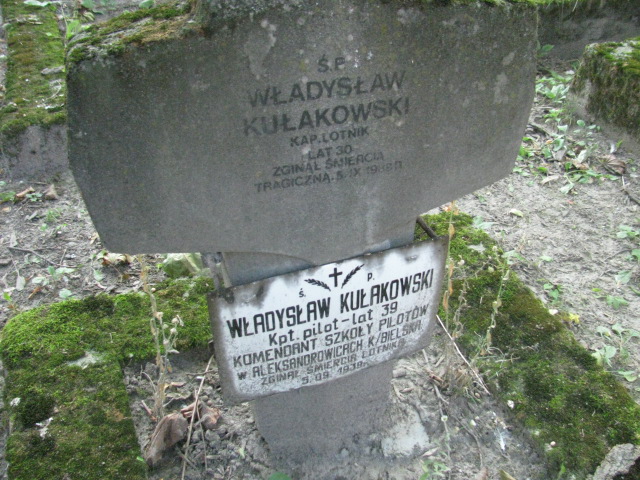 Ś.P.
WŁADYSŁAW
KUŁAKOWSKI
KAP. LOTNIK
LAT 30
ZGINĄŁ ŚMIERCIĄ
TRAGICZNĄ. 5. IX
Ś. P.
WŁADYSŁAW KUŁAKOWSKI
Kpt. pilot - lat 39
KOMENDANT SZKOŁY PILOTÓW
w ALEKSANDROWICACH K/BIELSKA
ZGINĄŁ ŚMIERCIĄ LOTNIKA
5. 09. 1939r.